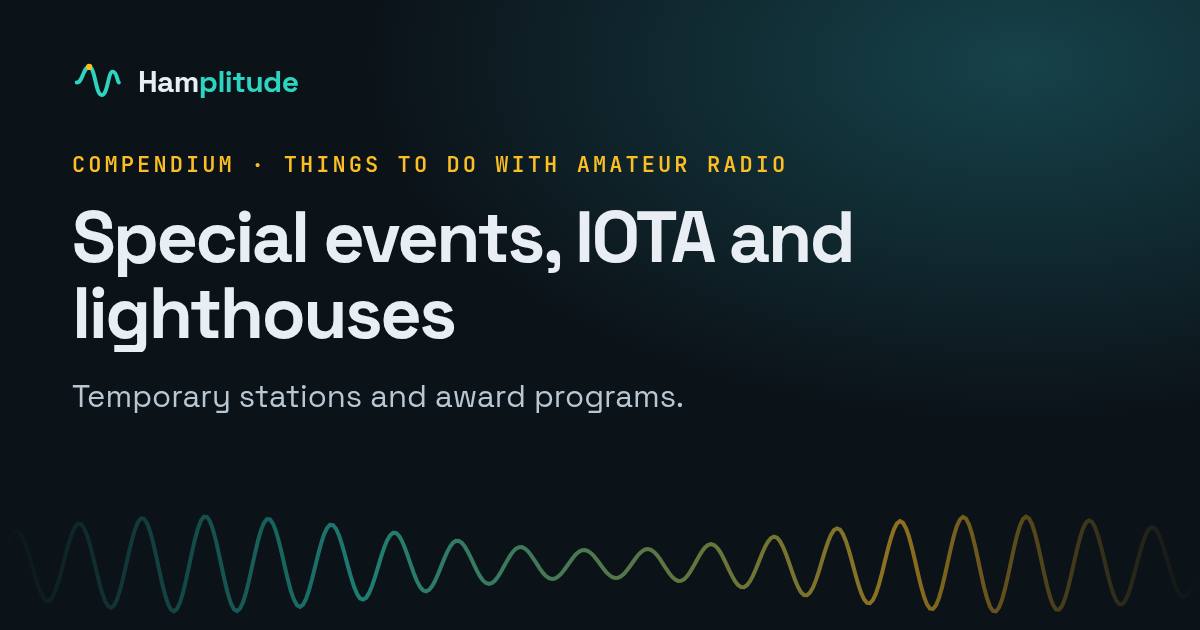 Hamplitude
COMPENDIUM · THINGS TO DO WITH AMATEUR RADIO
Special events, IOTA and
lighthouses
Temporary stations and award programs.